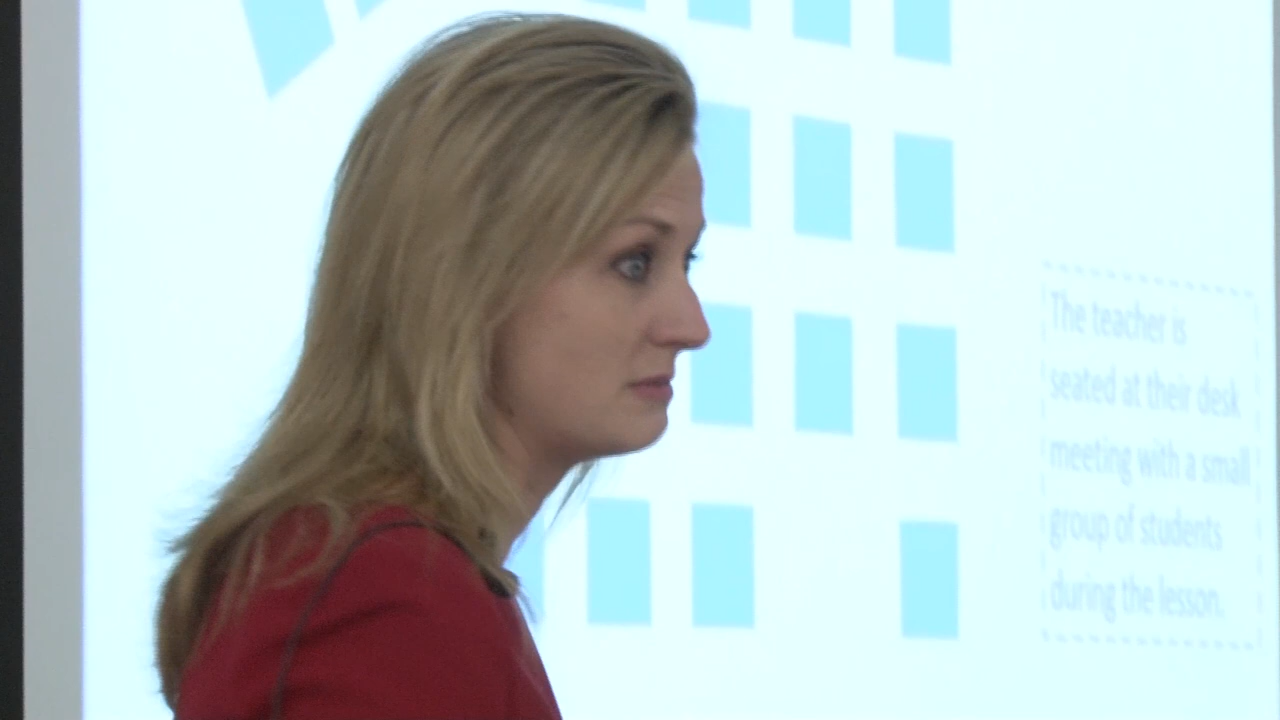 The teacher is
seated at their desk
meeting with a small
group of students
during the lesson.